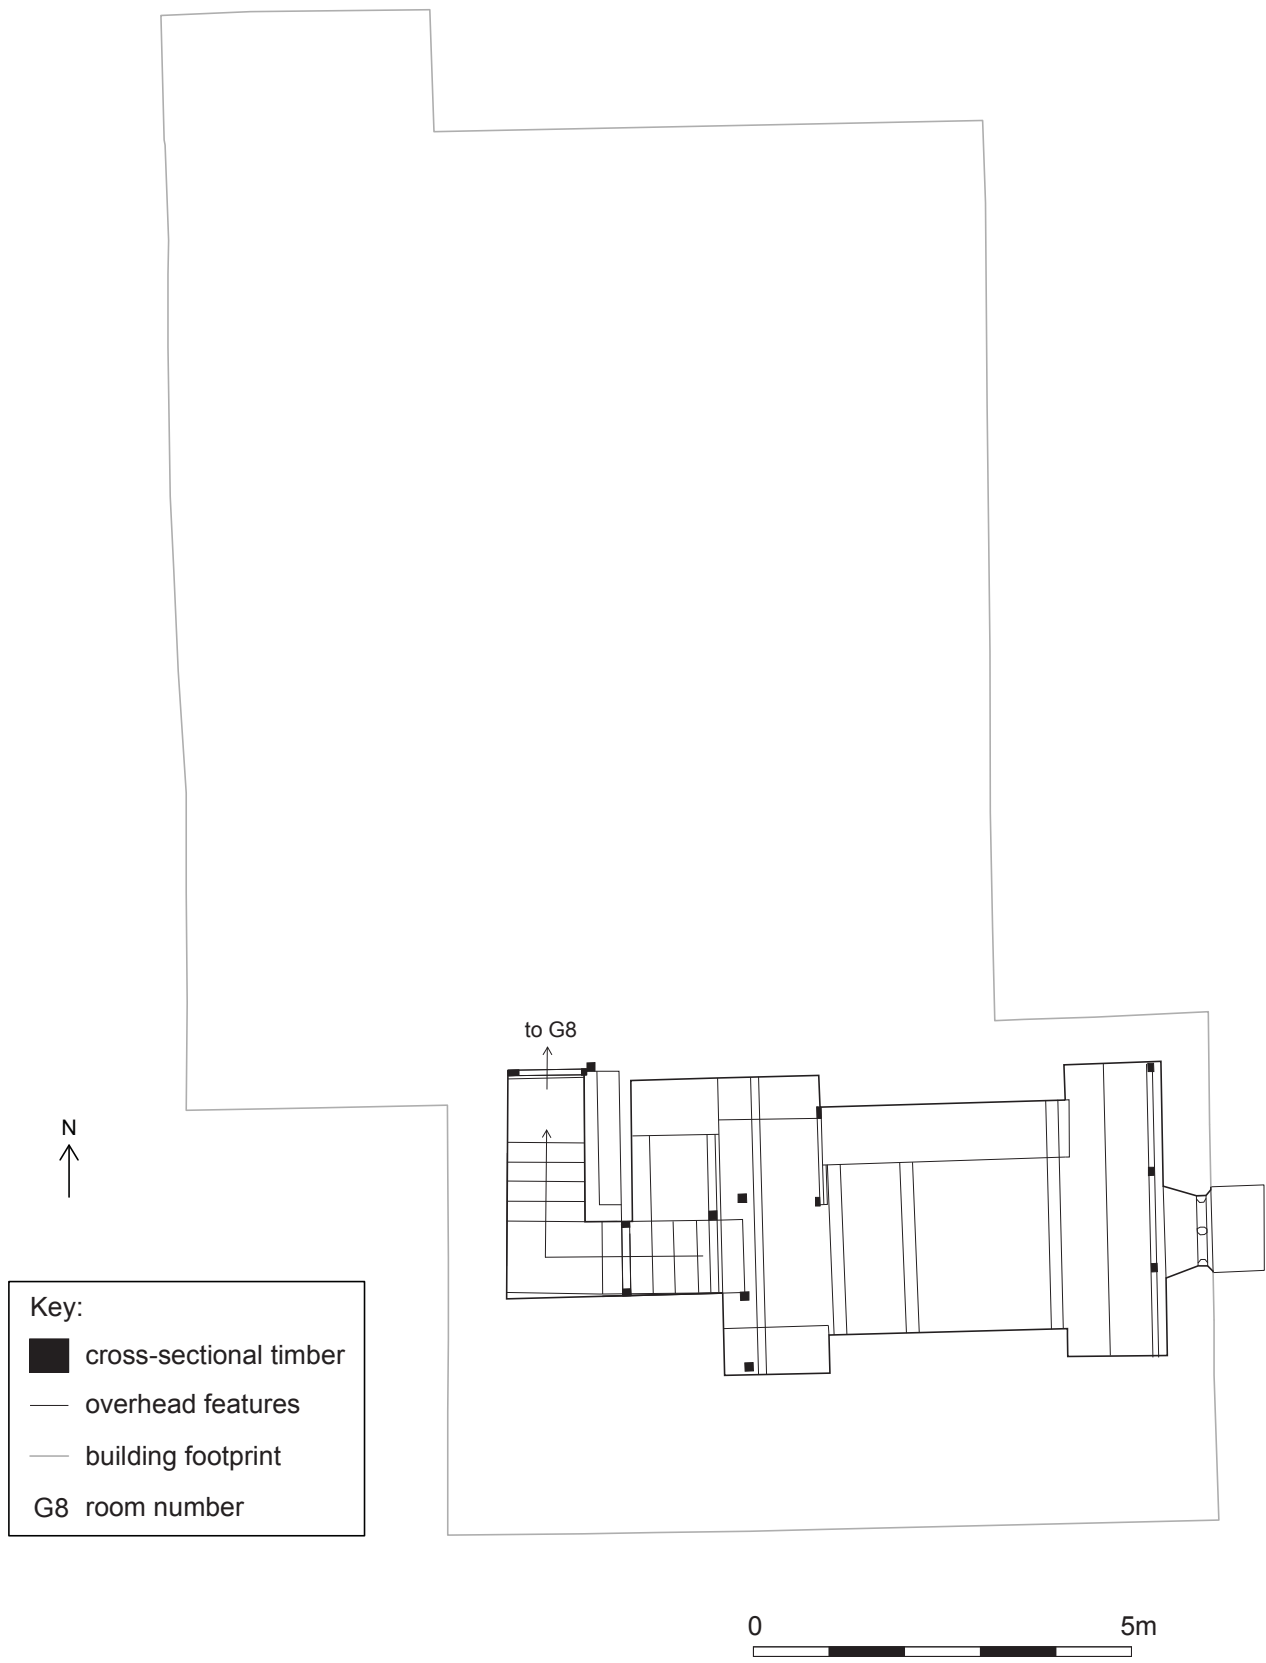 to G8
N
Key:
cross-sectional timber
overhead features
building footprint
G8 room number
0 5m